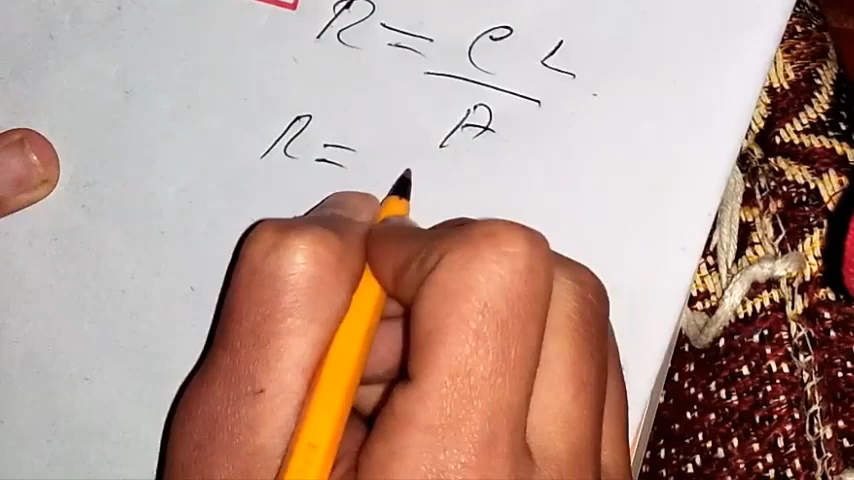 R = ρL
A
R =